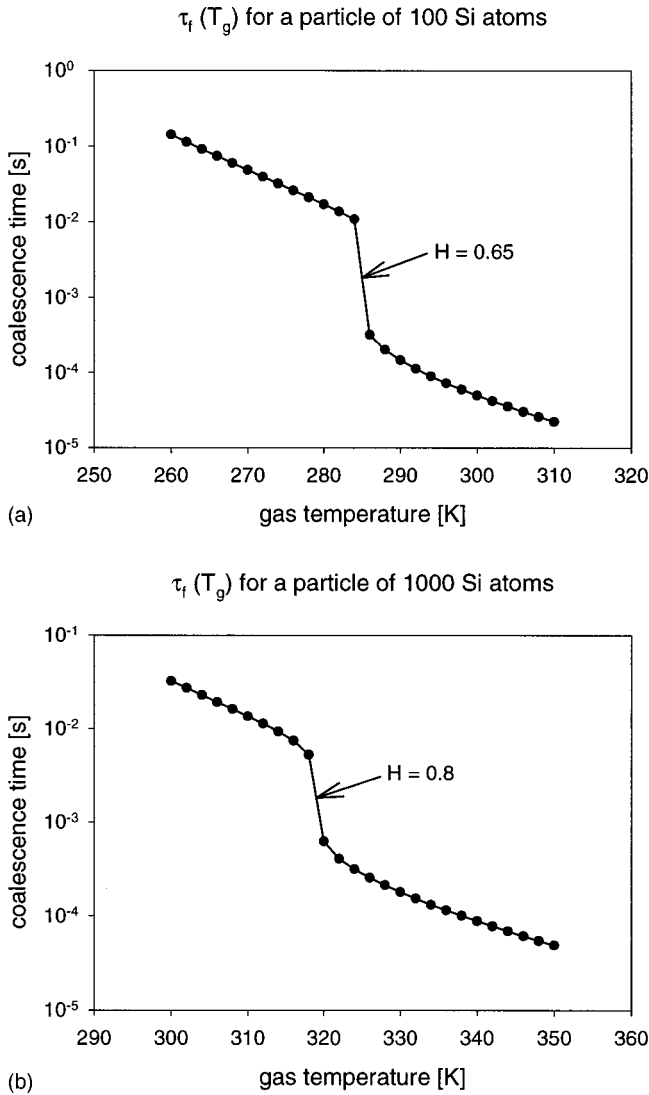 τf (Tg) for a particle of 100 Si atoms
10⁰
10⁻¹
10⁻²
10⁻³
10⁻⁴
10⁻⁵
coalescence time [s]
H = 0.65
250 260 270 280 290 300 310 320
gas temperature [K]
(a)
τf (Tg) for a particle of 1000 Si atoms
10⁻¹
10⁻²
10⁻³
10⁻⁴
10⁻⁵
coalescence time [s]
H = 0.8
290 300 310 320 330 340 350 360
gas temperature [K]
(b)